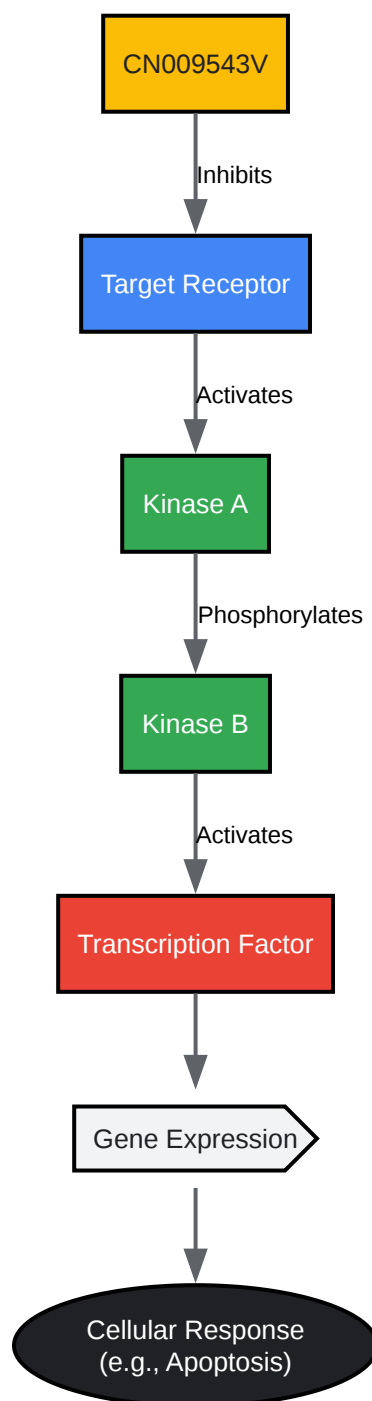 CN009543V
Inhibits
Target Receptor
Activates
Kinase A
Phosphorylates
Kinase B
Activates
Transcription Factor
Gene Expression
Cellular Response
(e.g., Apoptosis)